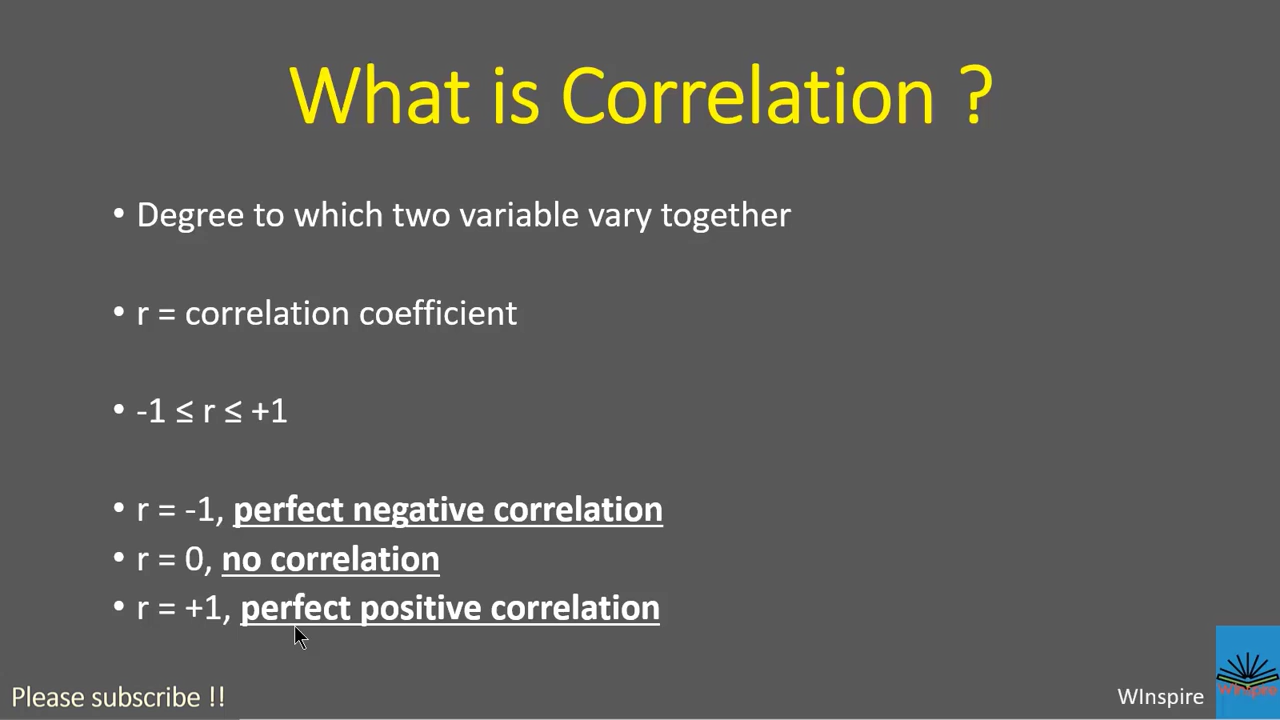 What is Correlation ?
• Degree to which two variable vary together
• r = correlation coefficient
• -1 ≤ r ≤ +1
• r = -1, perfect negative correlation
• r = 0, no correlation
• r = +1, perfect positive correlation
Please subscribe !!
WInspire
WInspire